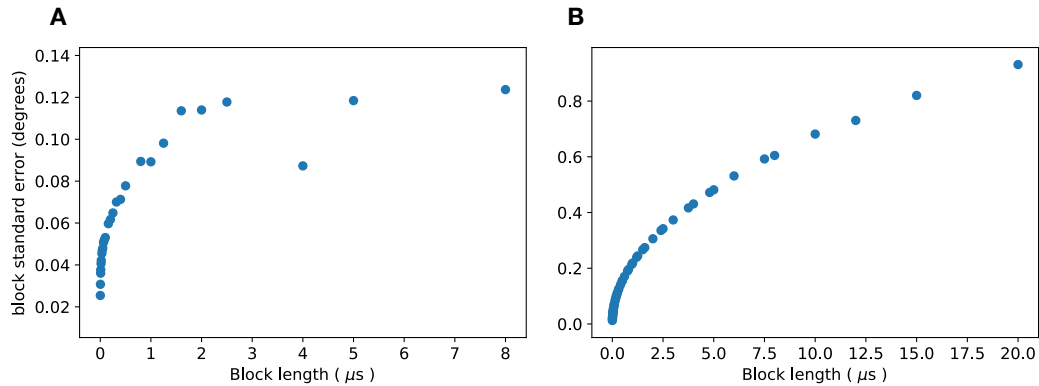 A
B
0.14
0.12
0.10
0.08
0.06
0.04
0.02
block standard error (degrees)
0 1 2 3 4 5 6 7 8
Block length ( μs )
0.8
0.6
0.4
0.2
0.0
0.0 2.5 5.0 7.5 10.0 12.5 15.0 17.5 20.0
Block length ( μs )